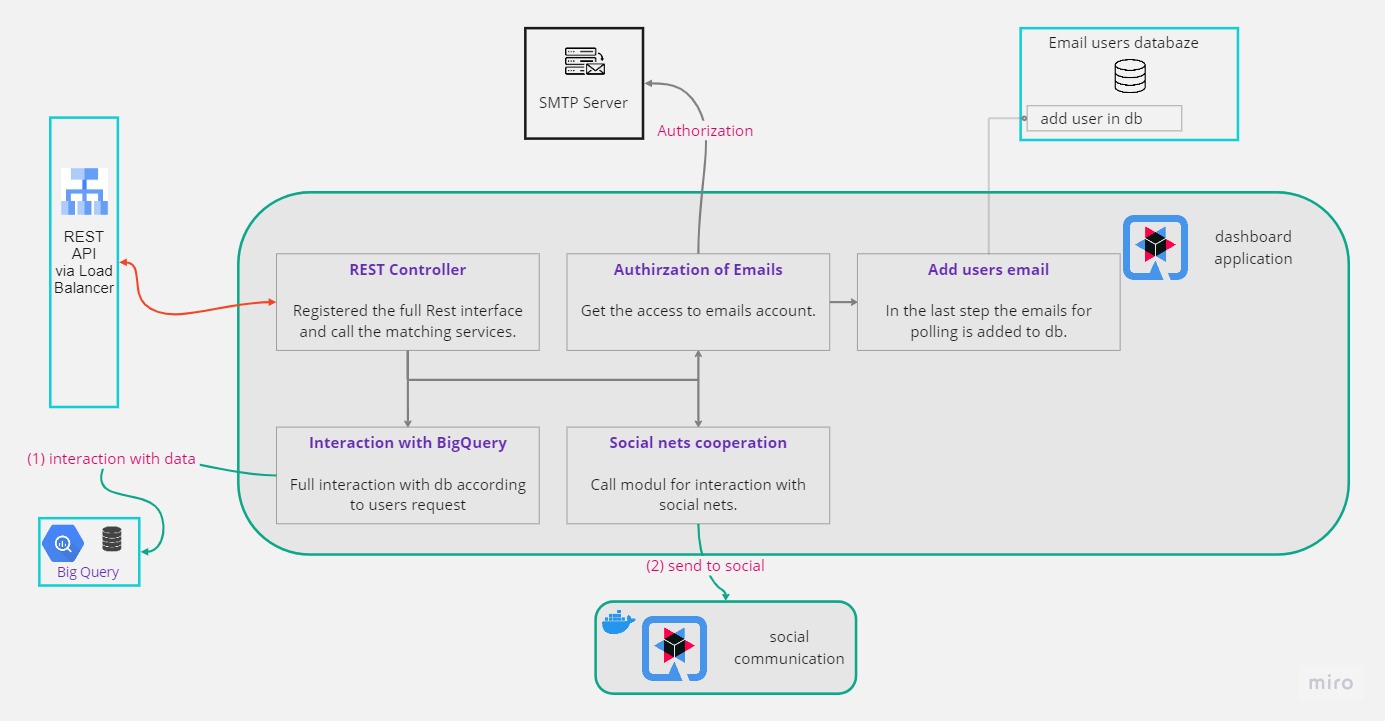 SMTP Server
Authorization
Email users databaze
add user in db
REST
API
via Load
Balancer
dashboard
application
REST Controller
Registered the full Rest interface
and call the matching services.
Authirzation of Emails
Get the access to emails account.
Add users email
In the last step the emails for
polling is added to db.
Interaction with BigQuery
Full interaction with db according
to users request
Social nets cooperation
Call modul for interaction with
social nets.
(1) interaction with data
Big Query
(2) send to social
social
communication
miro